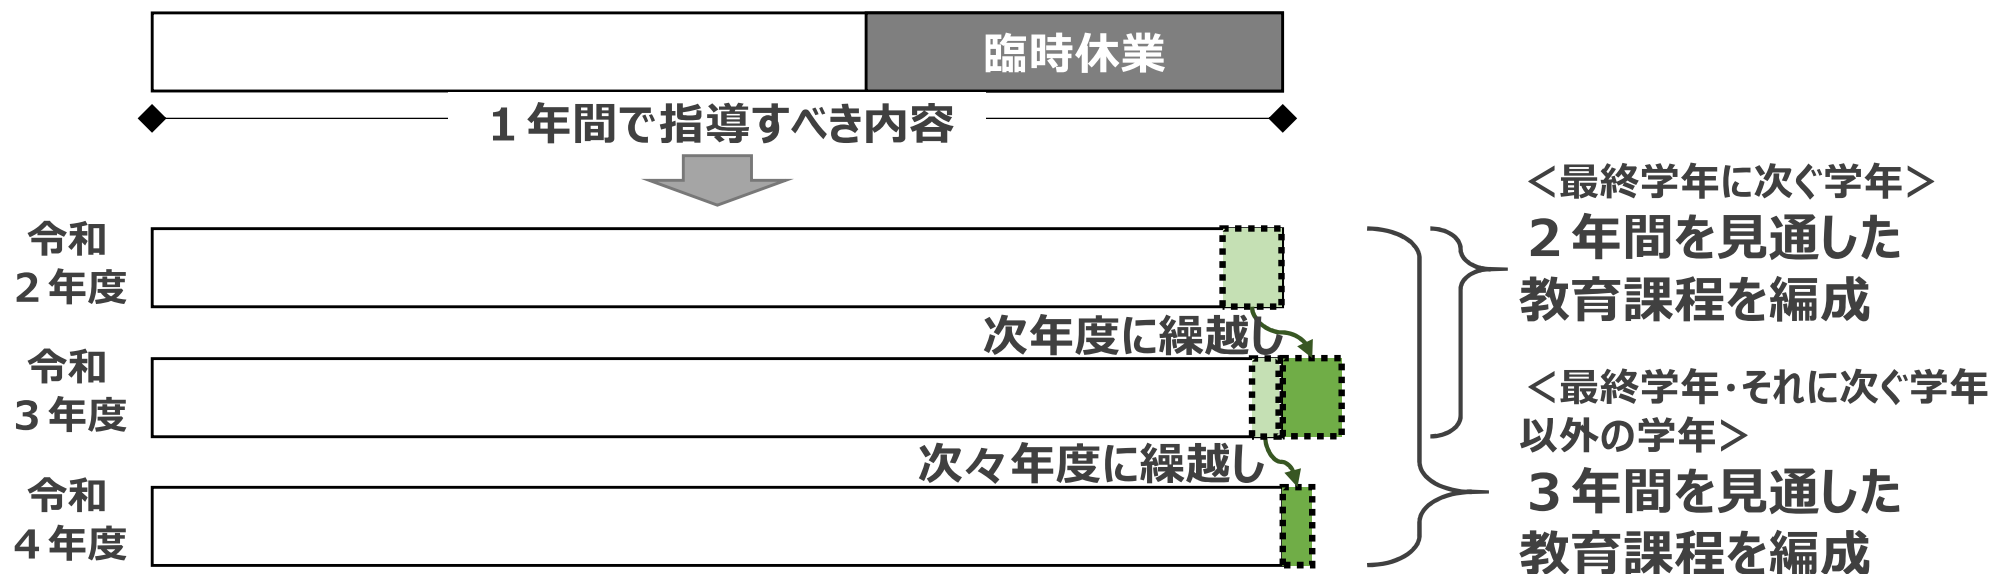 臨時休業
１年間で指導すべき内容
令和
２年度
次年度に繰越し
令和
３年度
次々年度に繰越し
令和
４年度
＜最終学年に次ぐ学年＞
２年間を見通した
教育課程を編成
＜最終学年・それに次ぐ学年
以外の学年＞
３年間を見通した
教育課程を編成